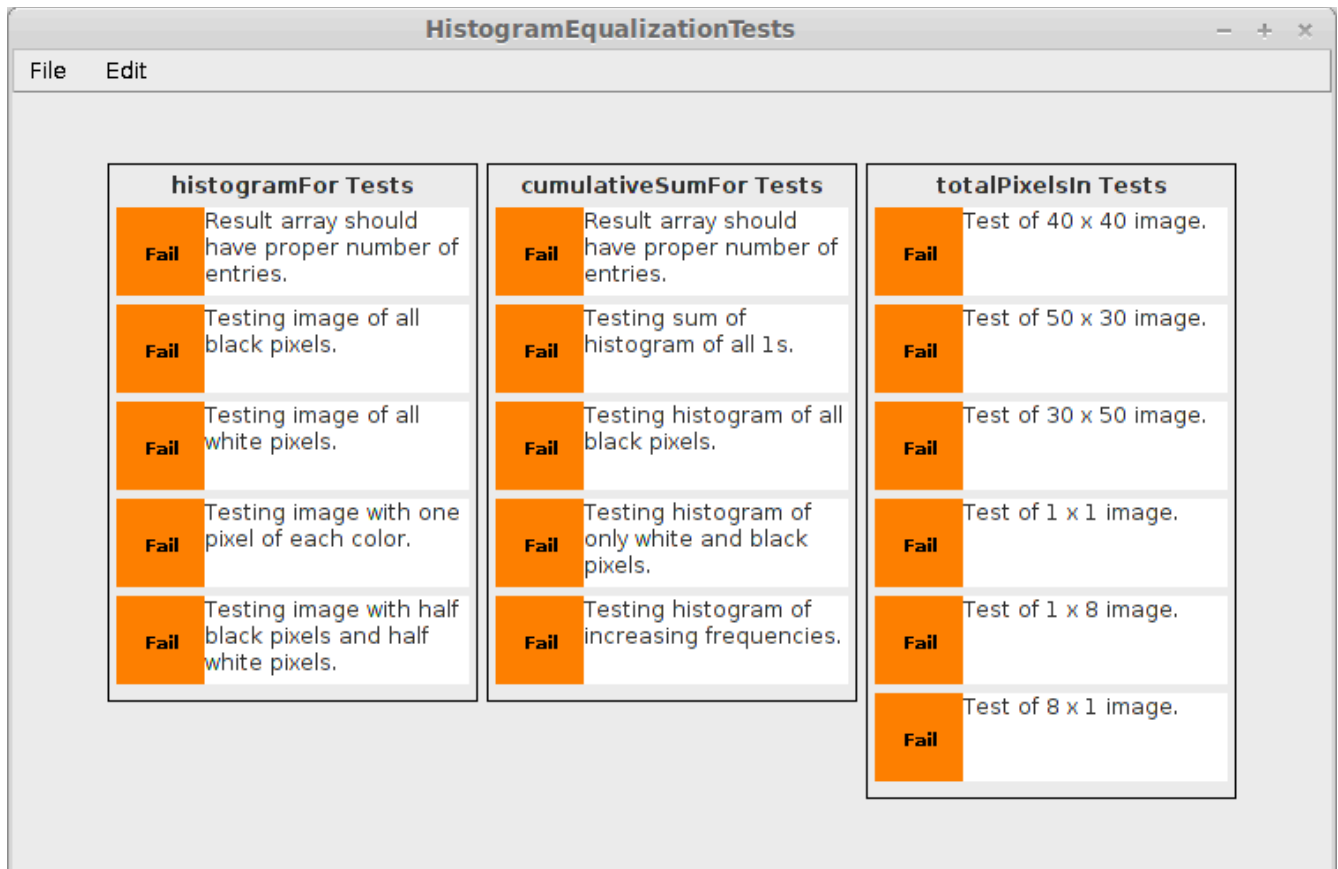 HistogramEqualizationTests
File Edit
histogramFor Tests
Fail
Result array should
have proper number of
entries.
Fail
Testing image of all
black pixels.
Fail
Testing image of all
white pixels.
Fail
Testing image with one
pixel of each color.
Fail
Testing image with half
black pixels and half
white pixels.
cumulativeSumFor Tests
Fail
Result array should
have proper number of
entries.
Fail
Testing sum of
histogram of all 1s.
Fail
Testing histogram of all
black pixels.
Fail
Testing histogram of
only white and black
pixels.
Fail
Testing histogram of
increasing frequencies.
totalPixelsIn Tests
Fail
Test of 40 x 40 image.
Fail
Test of 50 x 30 image.
Fail
Test of 30 x 50 image.
Fail
Test of 1 x 1 image.
Fail
Test of 1 x 8 image.
Fail
Test of 8 x 1 image.